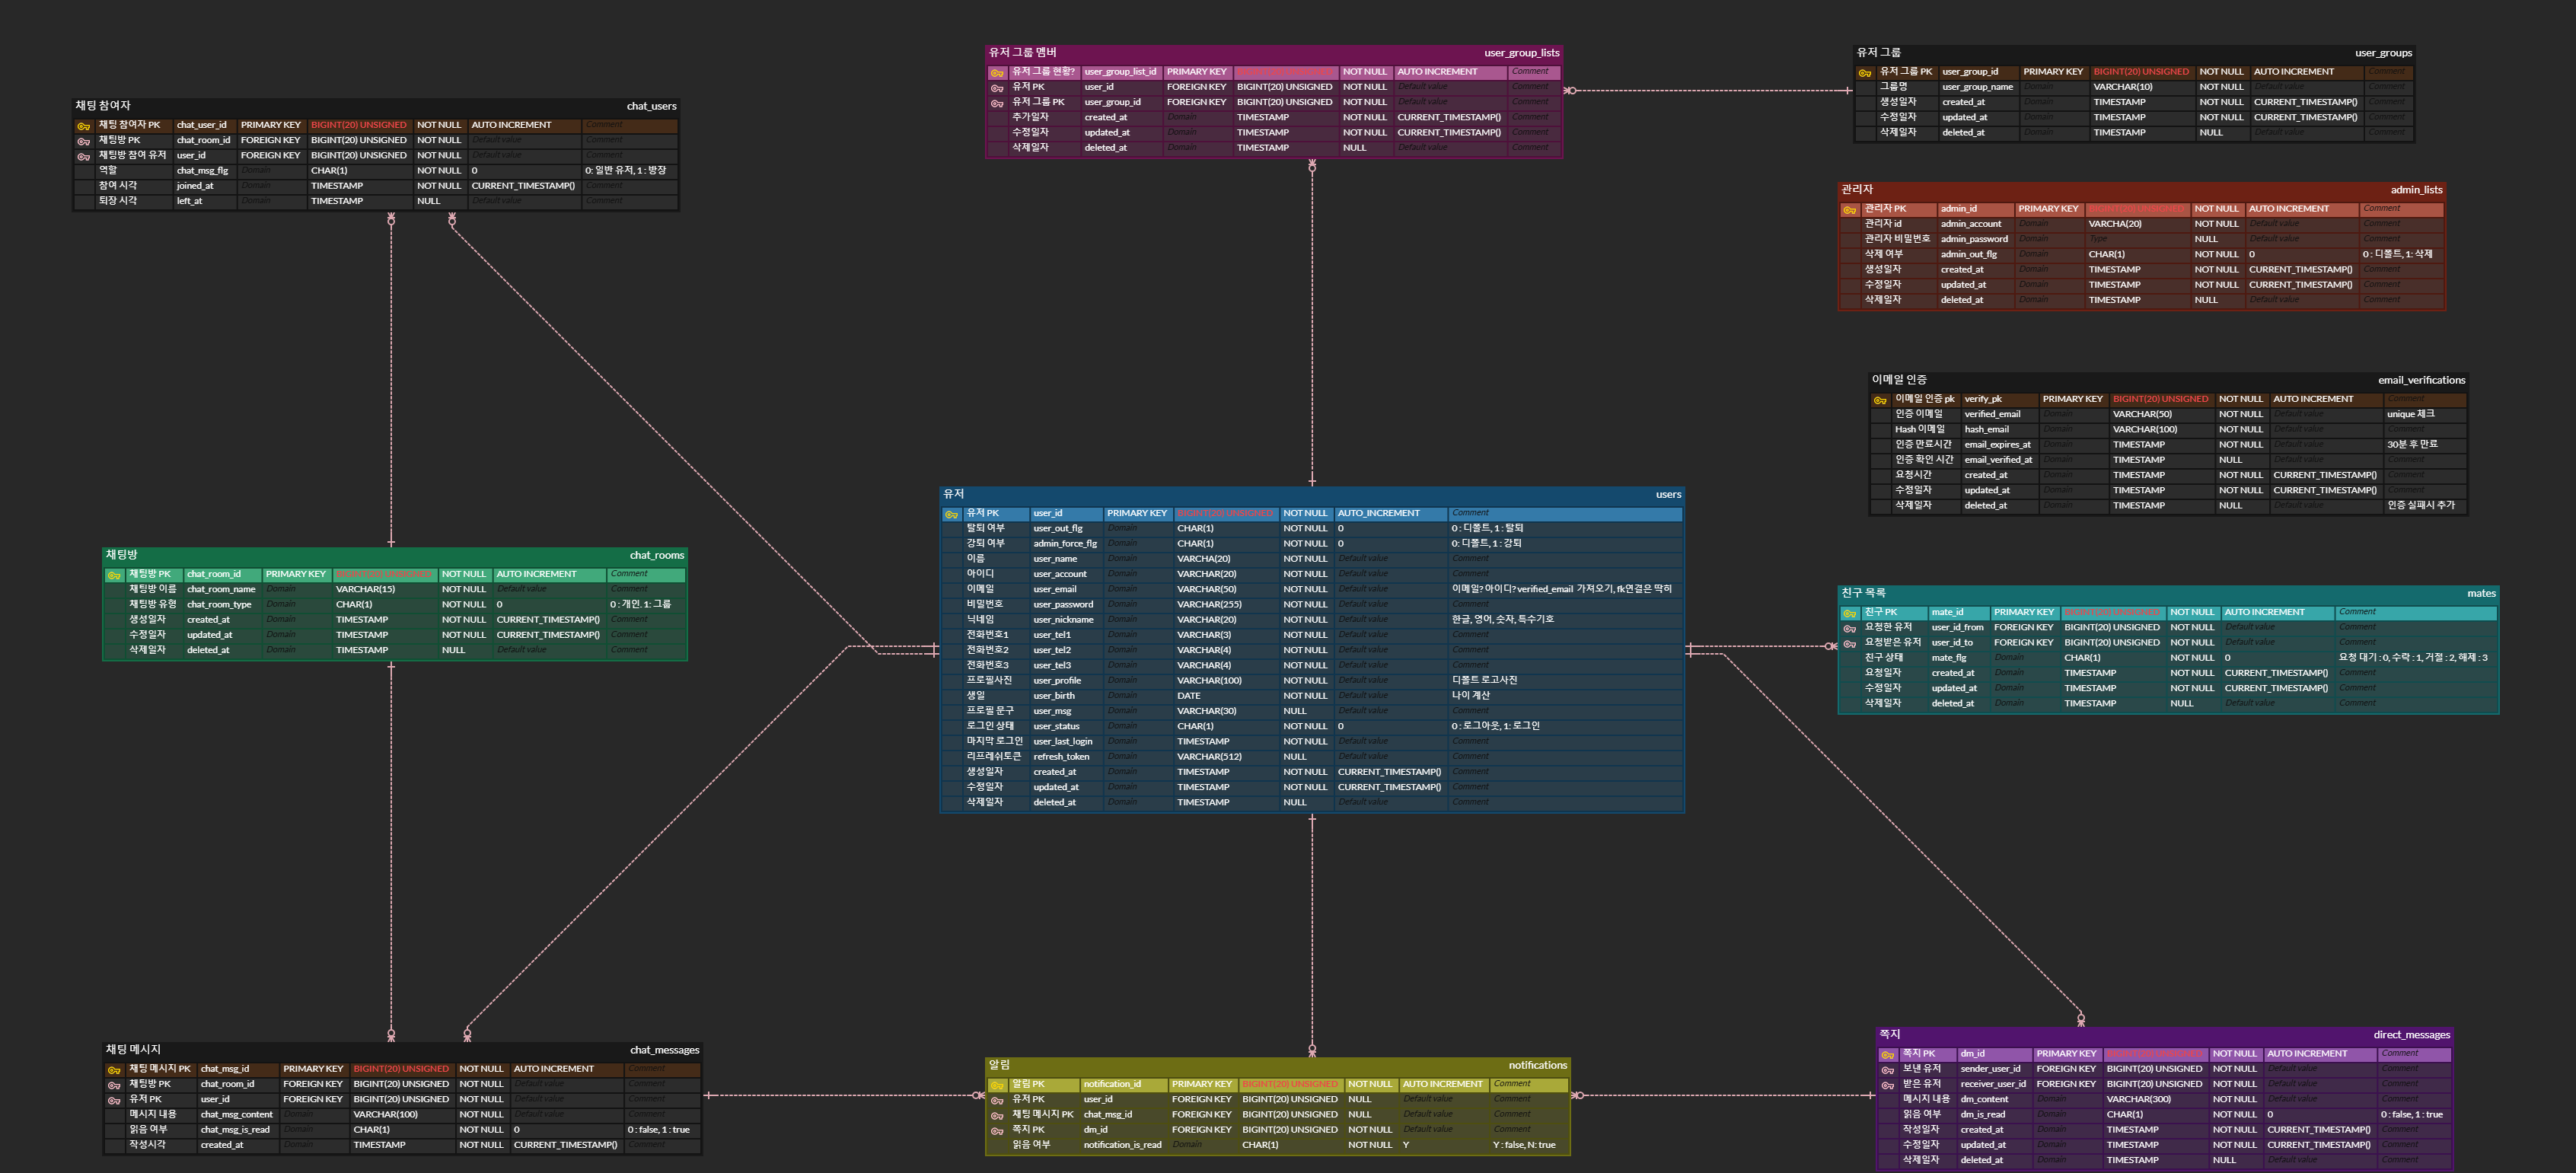 유저 그룹 멤버 user_group_lists
유저 그룹 현황? user_group_list_id PRIMARY KEY BIGINT(20) UNSIGNED NOT NULL AUTO INCREMENT Comment
유저 PK user_id FOREIGN KEY BIGINT(20) UNSIGNED NOT NULL Default value Comment
유저 그룹 PK user_group_id FOREIGN KEY BIGINT(20) UNSIGNED NOT NULL Default value Comment
추가일자 created_at Domain TIMESTAMP NOT NULL CURRENT_TIMESTAMP() Comment
수정일자 updated_at Domain TIMESTAMP NOT NULL CURRENT_TIMESTAMP() Comment
삭제일자 deleted_at Domain TIMESTAMP NULL Default value Comment
유저 그룹 user_groups
유저 그룹 PK user_group_id PRIMARY KEY BIGINT(20) UNSIGNED NOT NULL AUTO INCREMENT Comment
그룹명 user_group_name Domain VARCHAR(10) NOT NULL Default value Comment
생성일자 created_at Domain TIMESTAMP NOT NULL CURRENT_TIMESTAMP() Comment
수정일자 updated_at Domain TIMESTAMP NOT NULL CURRENT_TIMESTAMP() Comment
삭제일자 deleted_at Domain TIMESTAMP NULL Default value Comment
채팅 참여자 chat_users
채팅 참여자 PK chat_user_id PRIMARY KEY BIGINT(20) UNSIGNED NOT NULL AUTO INCREMENT Comment
채팅방 PK chat_room_id FOREIGN KEY BIGINT(20) UNSIGNED NOT NULL Default value Comment
채팅방 참여 유저 user_id FOREIGN KEY BIGINT(20) UNSIGNED NOT NULL Default value Comment
역할 chat_msg_flg Domain CHAR(1) NOT NULL 0 0: 일반 유저, 1 : 방장
참여 시각 joined_at Domain TIMESTAMP NOT NULL CURRENT_TIMESTAMP() Comment
퇴장 시각 left_at Domain TIMESTAMP NULL Default value Comment
관리자 admin_lists
관리자 PK admin_id PRIMARY KEY BIGINT(20) UNSIGNED NOT NULL AUTO INCREMENT Comment
관리자 id admin_account Domain VARCHA(20) NOT NULL Default value Comment
관리자 비밀번호 admin_password Domain Type NULL Default value Comment
삭제 여부 admin_out_flg Domain CHAR(1) NOT NULL 0 0 : 디폴트, 1: 삭제
생성일자 created_at Domain TIMESTAMP NOT NULL CURRENT_TIMESTAMP() Comment
수정일자 updated_at Domain TIMESTAMP NOT NULL CURRENT_TIMESTAMP() Comment
삭제일자 deleted_at Domain TIMESTAMP NULL Default value Comment
이메일 인증 email_verifications
이메일 인증 pk verify_pk PRIMARY KEY BIGINT(20) UNSIGNED NOT NULL AUTO INCREMENT Comment
인증 이메일 verified_email Domain VARCHAR(50) NOT NULL Default value unique 체크
Hash 이메일 hash_email Domain VARCHAR(100) NOT NULL Default value Comment
인증 만료시간 email_expires_at Domain TIMESTAMP NOT NULL Default value 30분 후 만료
인증 확인 시간 email_verified_at Domain TIMESTAMP NULL Default value Comment
요청시간 created_at Domain TIMESTAMP NOT NULL CURRENT_TIMESTAMP() Comment
수정일자 updated_at Domain TIMESTAMP NOT NULL CURRENT_TIMESTAMP() Comment
삭제일자 deleted_at Domain TIMESTAMP NULL Default value 인증 실패시 추가
유저 users
유저 PK user_id PRIMARY KEY BIGINT(20) UNSIGNED NOT NULL AUTO_INCREMENT Comment
탈퇴 여부 user_out_flg Domain CHAR(1) NOT NULL 0 0 : 디폴트, 1 : 탈퇴
강퇴 여부 admin_force_flg Domain CHAR(1) NOT NULL 0 0: 디폴트, 1 : 강퇴
이름 user_name Domain VARCHA(20) NOT NULL Default value Comment
아이디 user_account Domain VARCHAR(20) NOT NULL Default value Comment
이메일 user_email Domain VARCHAR(50) NOT NULL Default value 이메일? 아이디? verified_email 가져오기, fk연결은 딱히
비밀번호 user_password Domain VARCHAR(255) NOT NULL Default value Comment
닉네임 user_nickname Domain VARCHAR(20) NOT NULL Default value 한글, 영어, 숫자, 특수기호
전화번호1 user_tel1 Domain VARCHAR(3) NOT NULL Default value Comment
전화번호2 user_tel2 Domain VARCHAR(4) NOT NULL Default value Comment
전화번호3 user_tel3 Domain VARCHAR(4) NOT NULL Default value Comment
프로필사진 user_profile Domain VARCHAR(100) NOT NULL Default value 디폴트 로고사진
생일 user_birth Domain DATE NOT NULL Default value 나이 계산
프로필 문구 user_msg Domain VARCHAR(30) NULL Default value Comment
로그인 상태 user_status Domain CHAR(1) NOT NULL 0 0 : 로그아웃, 1: 로그인
마지막 로그인 user_last_login Domain TIMESTAMP NOT NULL Default value Comment
리프레쉬토큰 refresh_token Domain VARCHAR(512) NULL Default value Comment
생성일자 created_at Domain TIMESTAMP NOT NULL CURRENT_TIMESTAMP() Comment
수정일자 updated_at Domain TIMESTAMP NOT NULL CURRENT_TIMESTAMP() Comment
삭제일자 deleted_at Domain TIMESTAMP NULL Default value Comment
채팅방 chat_rooms
채팅방 PK chat_room_id PRIMARY KEY BIGINT(20) UNSIGNED NOT NULL AUTO INCREMENT Comment
채팅방 이름 chat_room_name Domain VARCHAR(15) NOT NULL Default value Comment
채팅방 유형 chat_room_type Domain CHAR(1) NOT NULL 0 0 : 개인. 1: 그룹
생성일자 created_at Domain TIMESTAMP NOT NULL CURRENT_TIMESTAMP() Comment
수정일자 updated_at Domain TIMESTAMP NOT NULL CURRENT_TIMESTAMP() Comment
삭제일자 deleted_at Domain TIMESTAMP NULL Default value Comment
친구 목록 mates
친구 PK mate_id PRIMARY KEY BIGINT(20) UNSIGNED NOT NULL AUTO INCREMENT Comment
요청한 유저 user_id_from FOREIGN KEY BIGINT(20) UNSIGNED NOT NULL Default value Comment
요청받은 유저 user_id_to FOREIGN KEY BIGINT(20) UNSIGNED NOT NULL Default value Comment
친구 상태 mate_flg Domain CHAR(1) NOT NULL 0 요청 대기 : 0, 수락 : 1, 거절 : 2, 해제 : 3
요청일자 created_at Domain TIMESTAMP NOT NULL CURRENT_TIMESTAMP() Comment
수정일자 updated_at Domain TIMESTAMP NOT NULL CURRENT_TIMESTAMP() Comment
삭제일자 deleted_at Domain TIMESTAMP NULL Default value Comment
채팅 메시지 chat_messages
채팅 메시지 PK chat_msg_id PRIMARY KEY BIGINT(20) UNSIGNED NOT NULL AUTO INCREMENT Comment
채팅방 PK chat_room_id FOREIGN KEY BIGINT(20) UNSIGNED NOT NULL Default value Comment
유저 PK user_id FOREIGN KEY BIGINT(20) UNSIGNED NOT NULL Default value Comment
메시지 내용 chat_msg_content Domain VARCHAR(100) NOT NULL Default value Comment
읽음 여부 chat_msg_is_read Domain CHAR(1) NOT NULL 0 0 : false, 1 : true
작성시각 created_at Domain TIMESTAMP NOT NULL CURRENT_TIMESTAMP() Comment
알림 notifications
알림 PK notification_id PRIMARY KEY BIGINT(20) UNSIGNED NOT NULL AUTO INCREMENT Comment
유저 PK user_id FOREIGN KEY BIGINT(20) UNSIGNED NULL Default value Comment
채팅 메시지 PK chat_msg_id FOREIGN KEY BIGINT(20) UNSIGNED NOT NULL Default value Comment
쪽지 PK dm_id FOREIGN KEY BIGINT(20) UNSIGNED NOT NULL Default value Comment
읽음 여부 notification_is_read Domain CHAR(1) NOT NULL Y Y : false, N: true
쪽지 direct_messages
쪽지 PK dm_id PRIMARY KEY BIGINT(20) UNSIGNED NOT NULL AUTO INCREMENT Comment
보낸 유저 sender_user_id FOREIGN KEY BIGINT(20) UNSIGNED NOT NULL Default value Comment
받은 유저 receiver_user_id FOREIGN KEY BIGINT(20) UNSIGNED NOT NULL Default value Comment
메시지 내용 dm_content Domain VARCHAR(300) NOT NULL Default value Comment
읽음 여부 dm_is_read Domain CHAR(1) NOT NULL 0 0 : false, 1 : true
작성일자 created_at Domain TIMESTAMP NOT NULL CURRENT_TIMESTAMP() Comment
수정일자 updated_at Domain TIMESTAMP NOT NULL CURRENT_TIMESTAMP() Comment
삭제일자 deleted_at Domain TIMESTAMP NULL Default value Comment